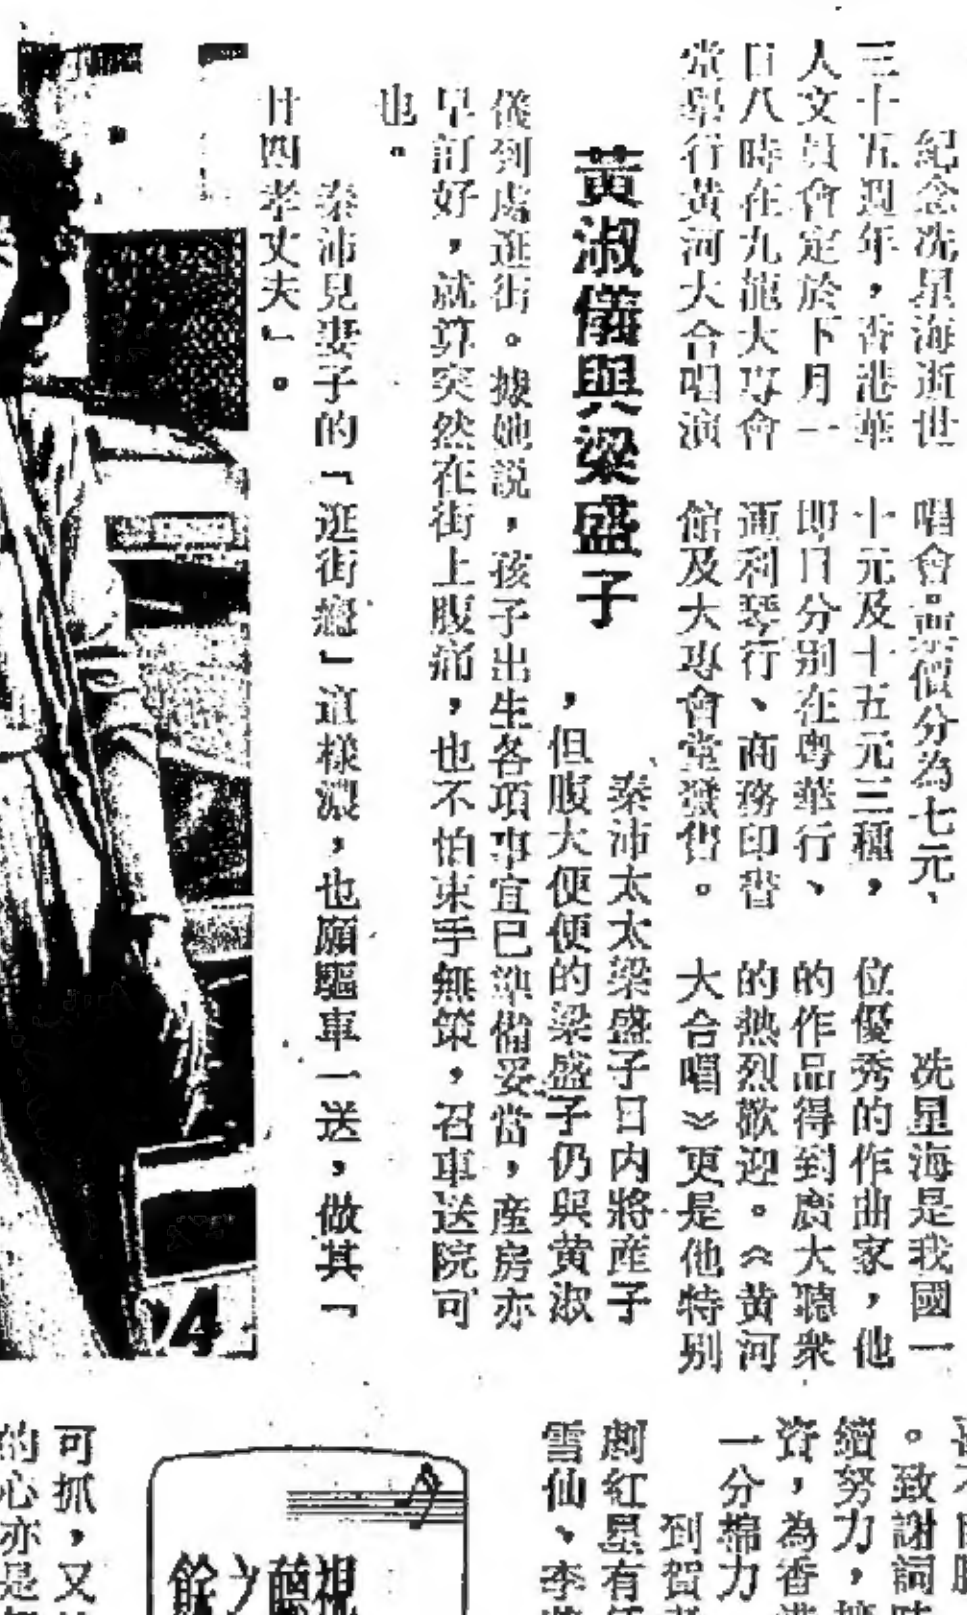 紀念冼星海逝世
三十五週年，香港華
人文員會定於下月一
日八時在九龍大專會
堂舉行黃河大合唱演
唱會。票價分為七元、
十元及十五元三種，
即日分別在粵華行、
通利琴行、商務印書
館及大專會堂發售。
冼星海是我國一
位優秀的作曲家，他
的作品得到廣大聽衆
的熱烈歡迎。《黃河
大合唱》更是他特别
黃淑儀與梁盛子
秦沛太太梁盛子日内將産子
，但腹大便便的梁盛子仍與黃淑
儀到處逛街。據她説，孩子出生各項事宜已準備妥當，産房亦
早訂好，就算突然在街上腹痛，也不怕束手無策，召車送院可
也。
秦沛見妻子的「逛街癮」這樣濃，也願驅車一送，做其「
廿四孝丈夫」。
24
。致謝詞
續努力，
資，為香港
一分棉力
到賀
劇紅星有
雪仙、李
視
聽
之
餘
可抓，又
的心亦是